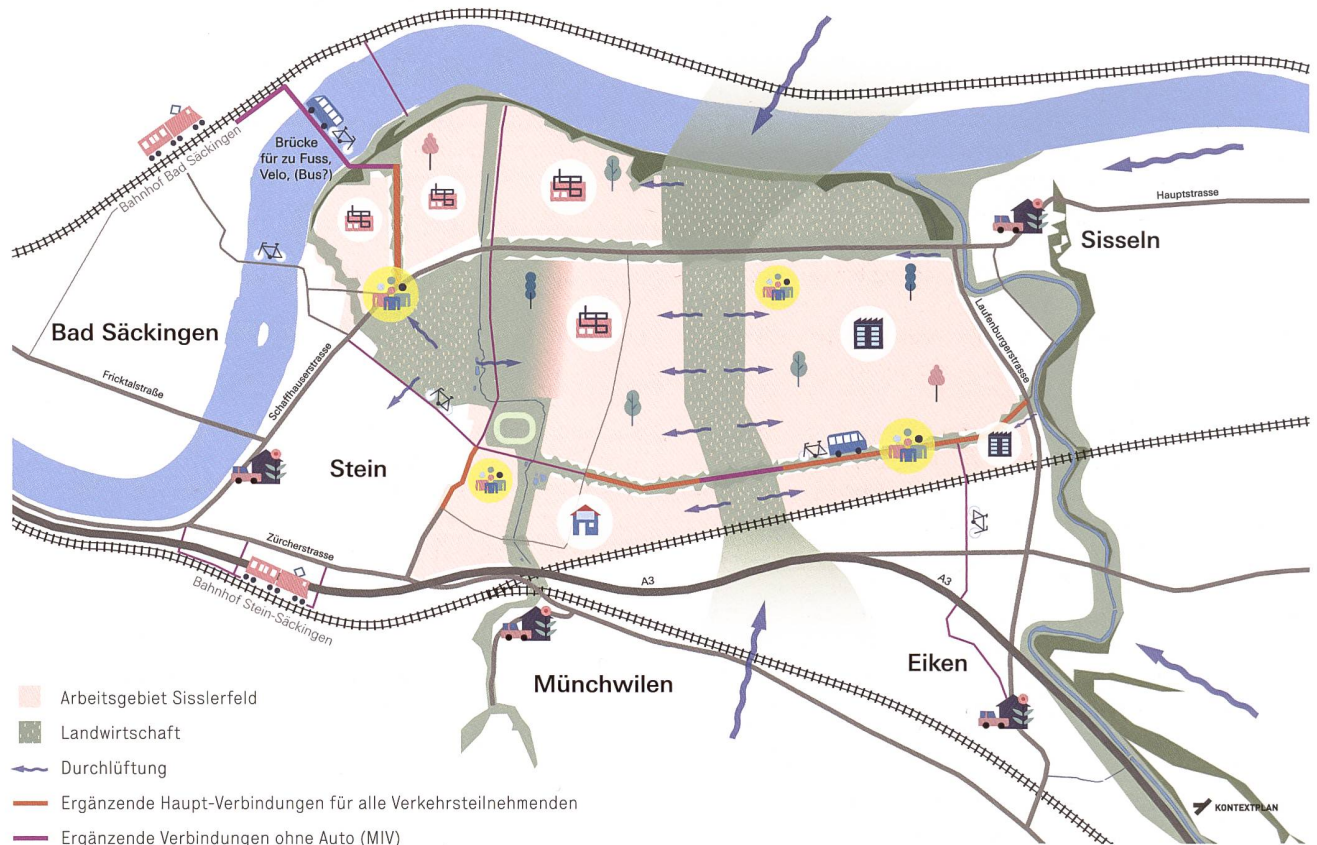 Bahnhof Bad Säckingen
Brücke
für zu Fuss,
Velo, (Bus?)
Hauptstrasse
Sisseln
Bad Säckingen
Fricktalstraße
Schaffhauserstrasse
Laufenburgerstrasse
Stein
Zürcherstrasse
Bahnhof Stein-Säckingen
A3
A3
Münchwilen
Eiken
Arbeitsgebiet Sisslerfeld
Landwirtschaft
Durchlüftung
Ergänzende Haupt-Verbindungen für alle Verkehrsteilnehmenden
Ergänzende Verbindungen ohne Auto (MIV)
KONTEXTPLAN